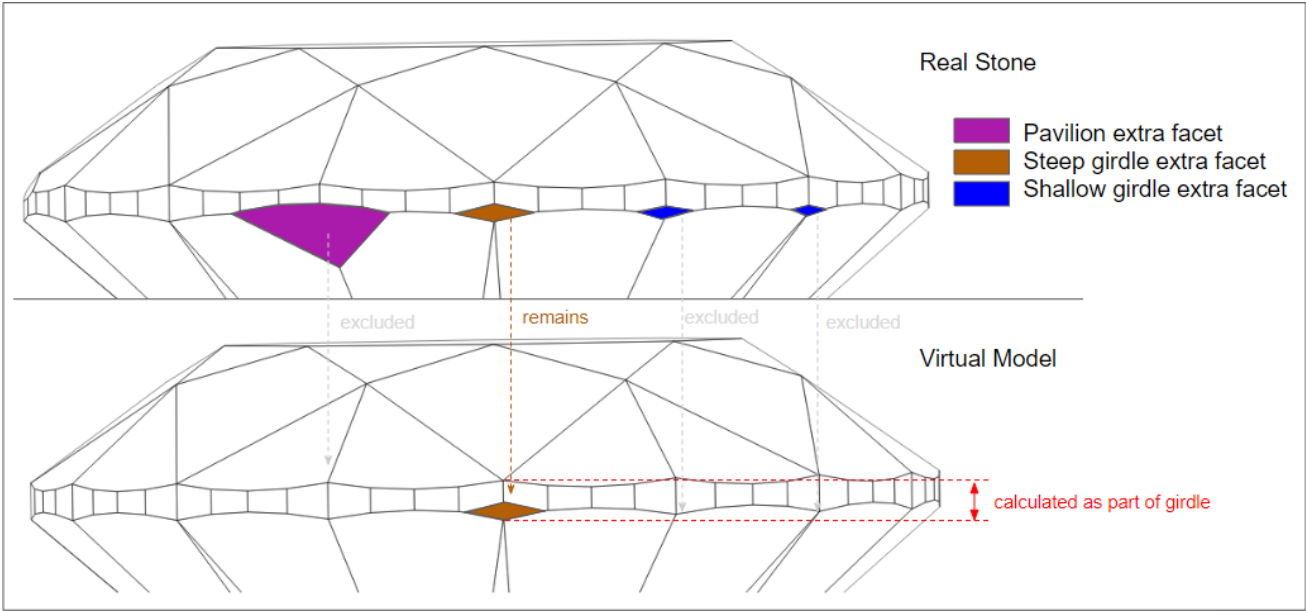 Real Stone
Pavilion extra facet
Steep girdle extra facet
Shallow girdle extra facet
excluded
remains
excluded
excluded
Virtual Model
calculated as part of girdle